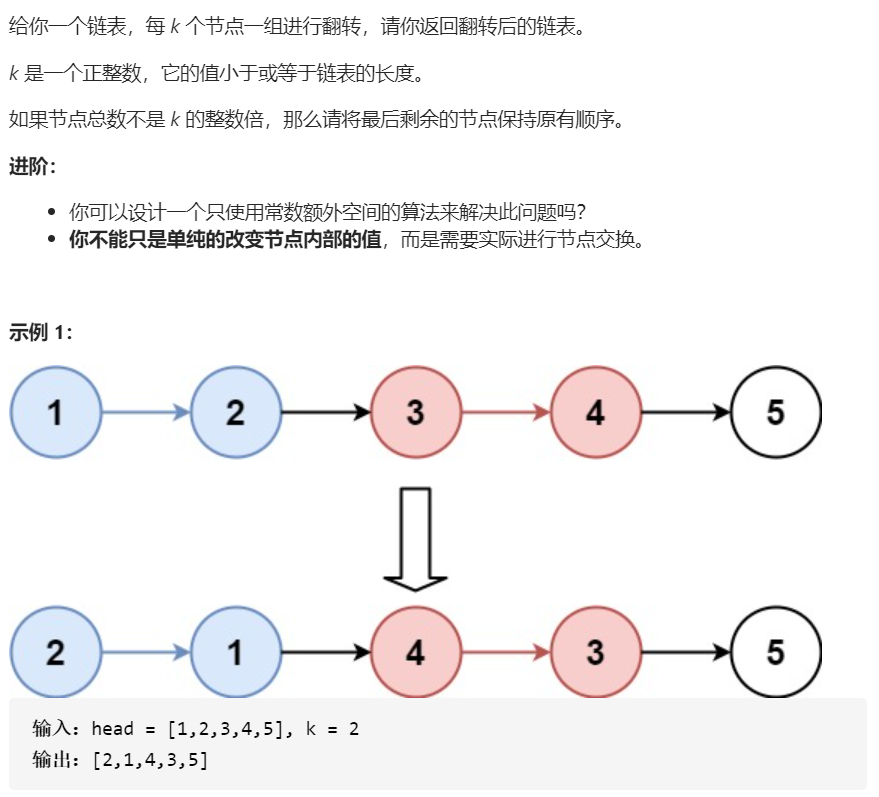 给你一个链表，每 k 个节点一组进行翻转，请你返回翻转后的链表。
k 是一个正整数，它的值小于或等于链表的长度。
如果节点总数不是 k 的整数倍，那么请将最后剩余的节点保持原有顺序。
进阶：
• 你可以设计一个只使用常数额外空间的算法来解决此问题吗？
• 你不能只是单纯的改变节点内部的值，而是需要实际进行节点交换。
示例 1：
1 2 3 4 5
2 1 4 3 5
输入：head = [1,2,3,4,5], k = 2
输出：[2,1,4,3,5]